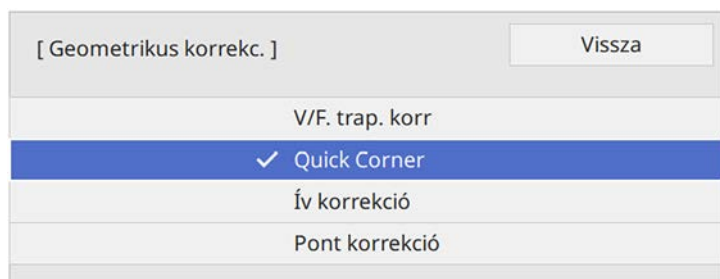 [ Geometrikus korrekc. ]
Vissza
V/F. trap. korr
Quick Corner
Ív korrekció
Pont korrekció